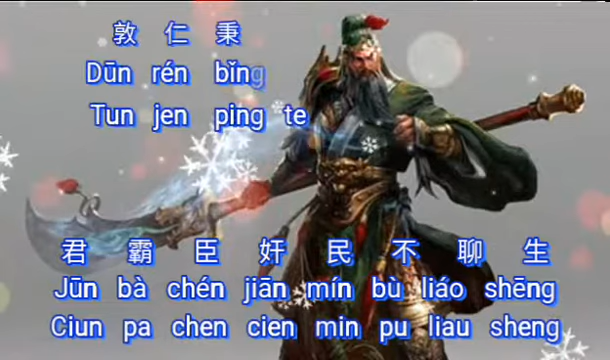 敦 仁 秉
Dūn rén bǐng
Tun jen ping te
君 霸 臣 奸 民 不 聊 生
Jūn bà chén jiān mín bù liáo shēng
Ciun pa chen cien min pu liau sheng